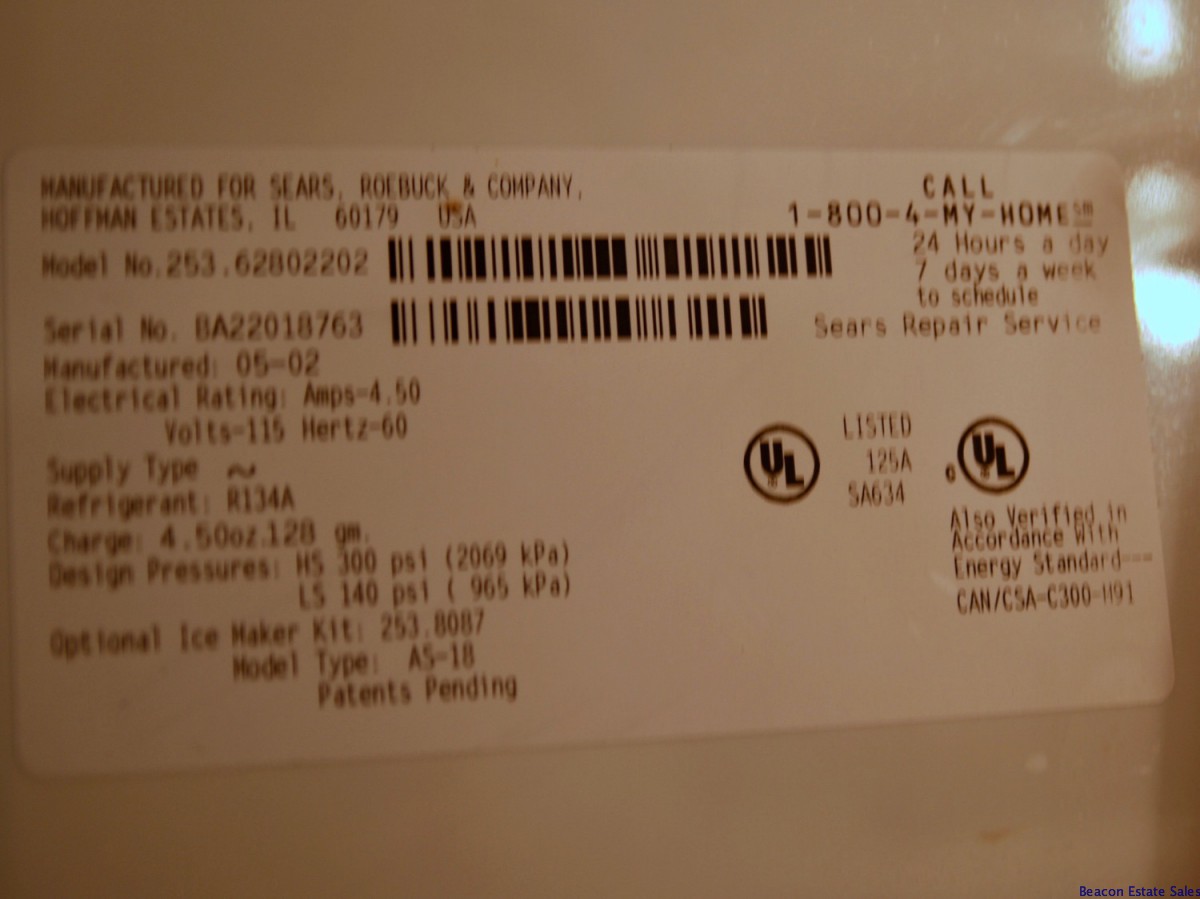 MANUFACTURED FOR SEARS, ROEBUCK & COMPANY,
HOFFMAN ESTATES, IL 60179 USA
CALL
1-800-4-MY-HOME℠
24 Hours a day
7 days a week
to schedule
Sears Repair Service
Model No.253.62802202
Serial No. BA22018763
Manufactured: 05-02
Electrical Rating: Amps-4.50
Volts-115 Hertz-60
Supply Type ~
Refrigerant: R134A
Charge: 4.50oz.128 gm.
Design Pressures: HS 300 psi (2069 kPa)
LS 140 psi ( 965 kPa)
Optional Ice Maker Kit: 253.8087
Model Type: AS-18
Patents Pending
UL
LISTED
125A
SA634
c UL
Also Verified in
Accordance With
Energy Standard---
CAN/CSA-C300-M91
Beacon Estate Sales